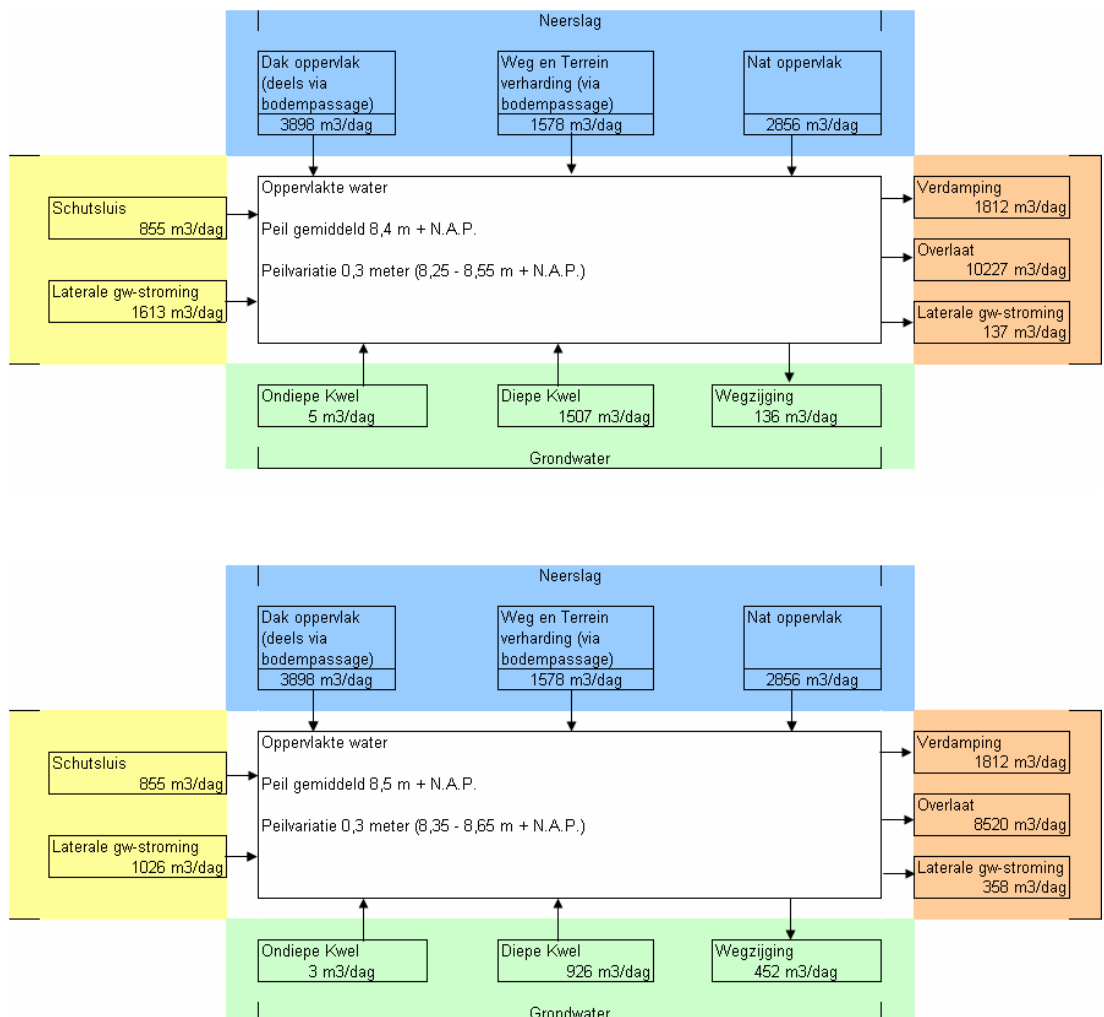 Neerslag
Dak oppervlak
(deels via
bodempassage)
3898 m3/dag
Weg en Terrein
verharding (via
bodempassage)
1578 m3/dag
Nat oppervlak
2856 m3/dag
Schutsluis
855 m3/dag
Laterale gw-stroming
1613 m3/dag
Oppervlakte water
Peil gemiddeld 8,4 m + N.A.P.
Peilvariatie 0,3 meter (8,25 - 8,55 m + N.A.P.)
Verdamping
1812 m3/dag
Overlaat
10227 m3/dag
Laterale gw-stroming
137 m3/dag
Ondiepe Kwel
5 m3/dag
Diepe Kwel
1507 m3/dag
Wegzijging
136 m3/dag
Grondwater
Neerslag
Dak oppervlak
(deels via
bodempassage)
3898 m3/dag
Weg en Terrein
verharding (via
bodempassage)
1578 m3/dag
Nat oppervlak
2856 m3/dag
Schutsluis
855 m3/dag
Laterale gw-stroming
1026 m3/dag
Oppervlakte water
Peil gemiddeld 8,5 m + N.A.P.
Peilvariatie 0,3 meter (8,35 - 8,65 m + N.A.P.)
Verdamping
1812 m3/dag
Overlaat
8520 m3/dag
Laterale gw-stroming
358 m3/dag
Ondiepe Kwel
3 m3/dag
Diepe Kwel
926 m3/dag
Wegzijging
452 m3/dag
Grondwater